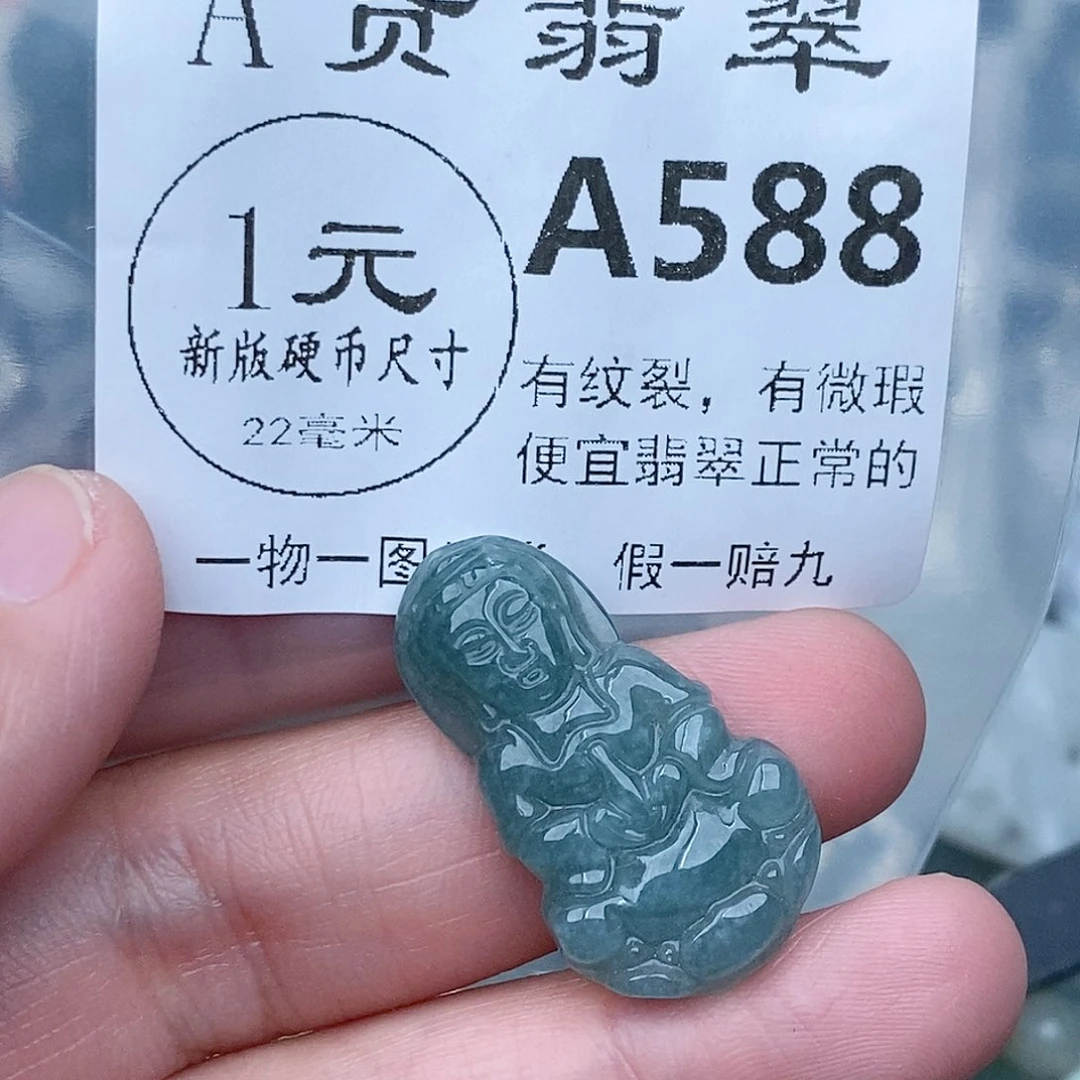 A货翡翠
1元
新版硬币尺寸
22毫米
A588
有纹裂，有微瑕
便宜翡翠正常的
一物一图 假一赔九